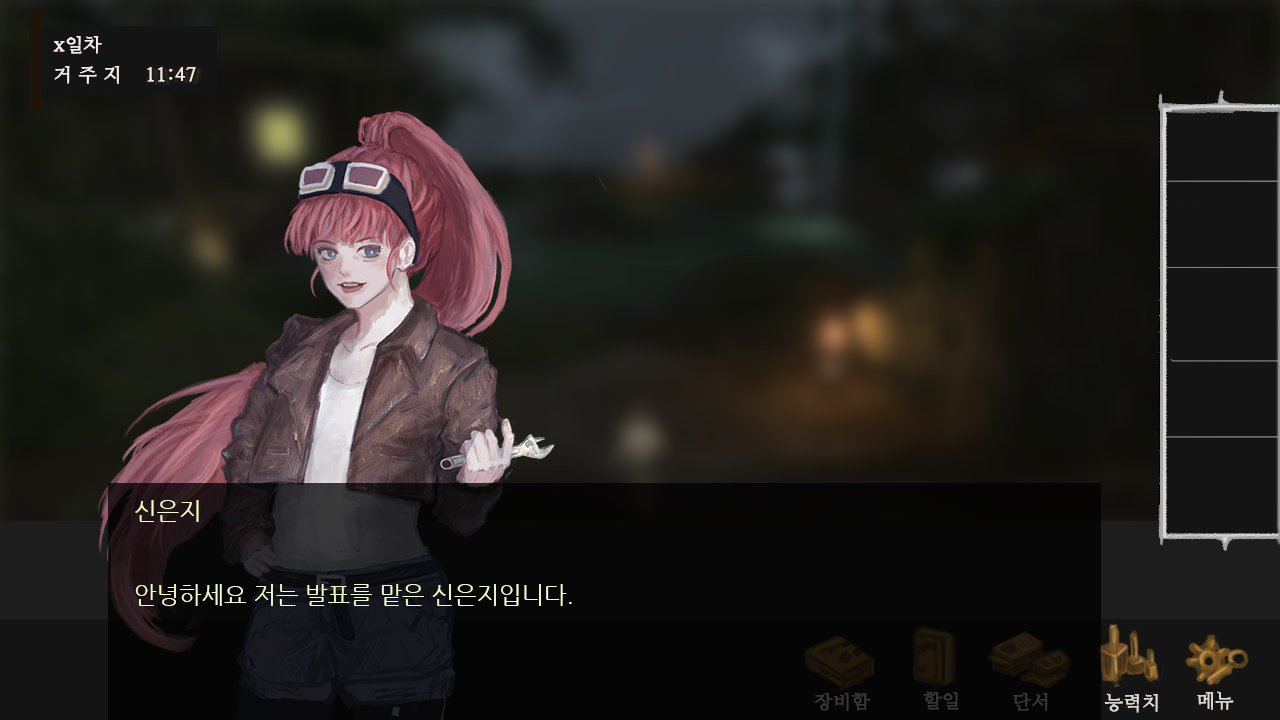 x일차
거 주 지 11:47
신은지
안녕하세요 저는 발표를 맡은 신은지입니다.
장비함 할일 단서 능력치 메뉴